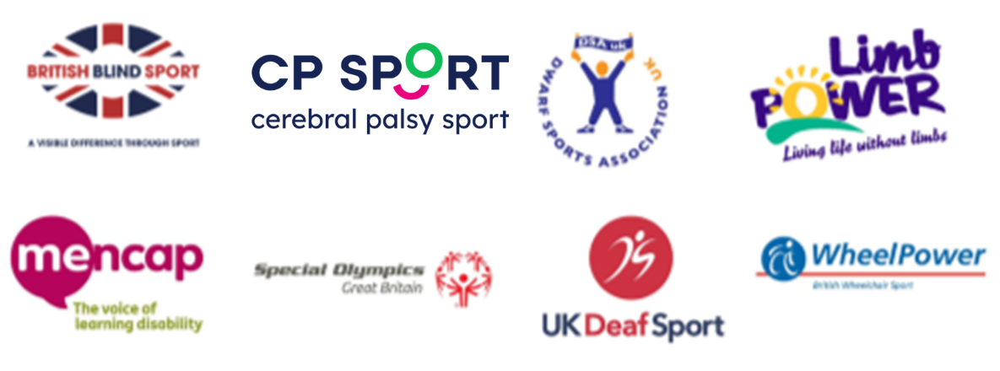 BRITISH BLIND SPORT
A VISIBLE DIFFERENCE THROUGH SPORT
CP SPORT
cerebral palsy sport
DSA uk
DWARF SPORTS ASSOCIATION UK
Limb
POWER
Living life without limbs
mencap
The voice of
learning disability
Special Olympics
Great Britain
UK Deaf Sport
WheelPower
British Wheelchair Sport